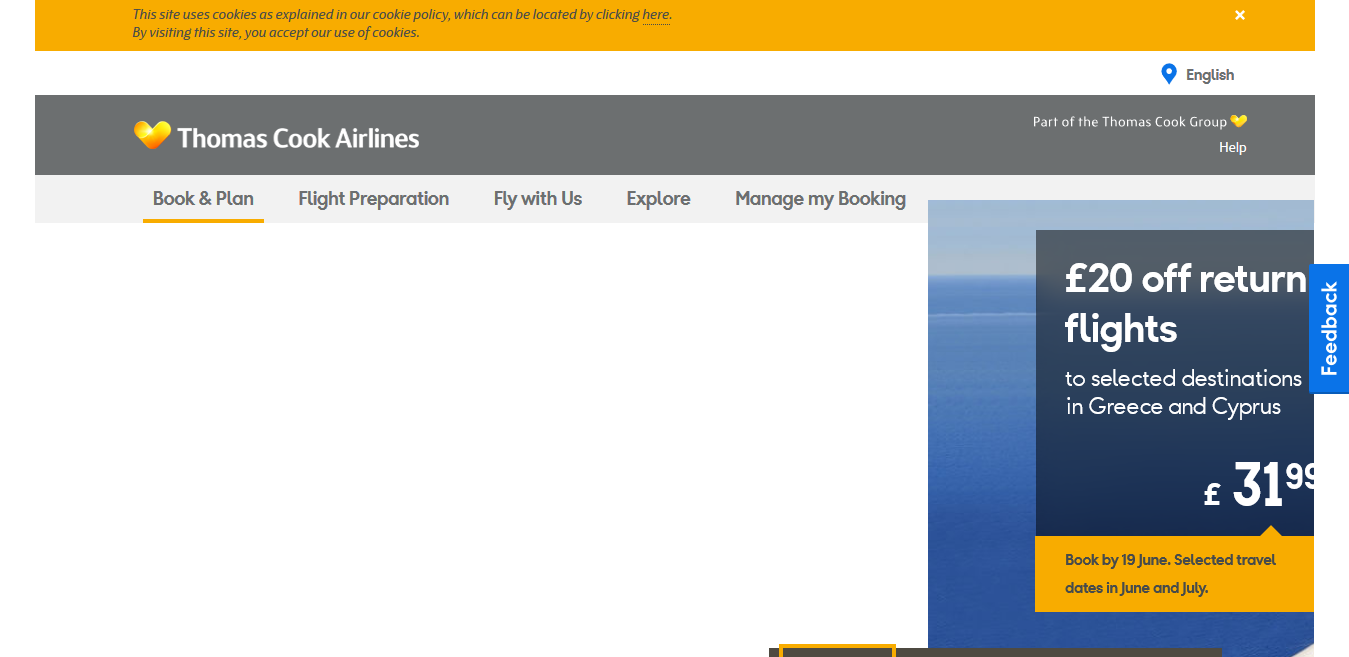 This site uses cookies as explained in our cookie policy, which can be located by clicking here.
By visiting this site, you accept our use of cookies.
×
English
Thomas Cook Airlines
Part of the Thomas Cook Group
Help
Book & Plan
Flight Preparation
Fly with Us
Explore
Manage my Booking
£20 off return
flights
to selected destinations
in Greece and Cyprus
£ 31 99
Book by 19 June. Selected travel
dates in June and July.
Feedback